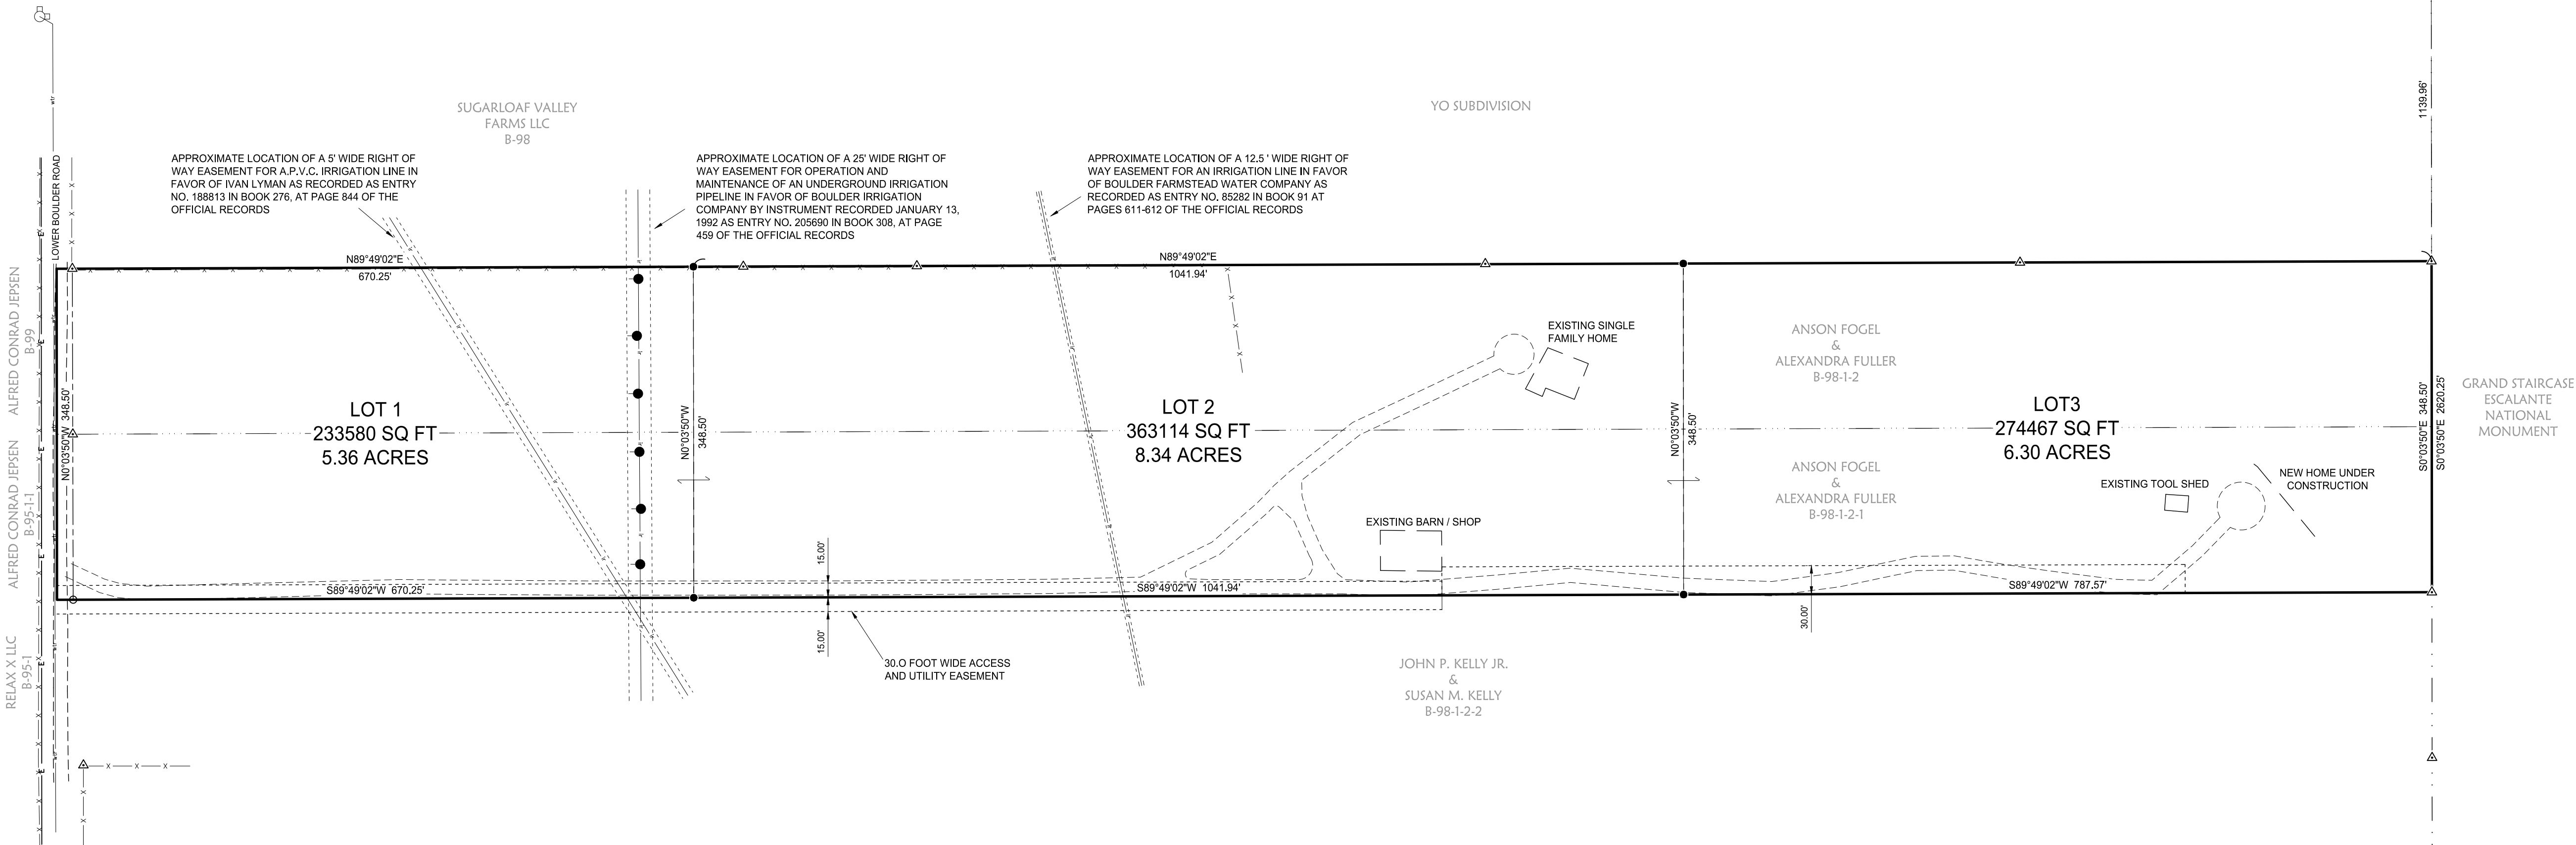 SUGARLOAF VALLEY
FARMS LLC
B-98
YO SUBDIVISION
1139.96'
LOWER BOULDER ROAD
APPROXIMATE LOCATION OF A 5' WIDE RIGHT OF
WAY EASEMENT FOR A.P.V.C. IRRIGATION LINE IN
FAVOR OF IVAN LYMAN AS RECORDED AS ENTRY
NO. 188813 IN BOOK 276, AT PAGE 844 OF THE
OFFICIAL RECORDS
APPROXIMATE LOCATION OF A 25' WIDE RIGHT OF
WAY EASEMENT FOR OPERATION AND
MAINTENANCE OF AN UNDERGROUND IRRIGATION
PIPELINE IN FAVOR OF BOULDER IRRIGATION
COMPANY BY INSTRUMENT RECORDED JANUARY 13,
1992 AS ENTRY NO. 205690 IN BOOK 308, AT PAGE
459 OF THE OFFICIAL RECORDS
APPROXIMATE LOCATION OF A 12.5 ' WIDE RIGHT OF
WAY EASEMENT FOR AN IRRIGATION LINE IN FAVOR
OF BOULDER FARMSTEAD WATER COMPANY AS
RECORDED AS ENTRY NO. 85282 IN BOOK 91 AT
PAGES 611-612 OF THE OFFICIAL RECORDS
N89°49'02"E
670.25'
N89°49'02"E
1041.94'
ALFRED CONRAD JEPSEN
B-99
ALFRED CONRAD JEPSEN
B-95-1-1
RELAX X LLC
B-95-1
N0°03'50"W 348.50'
LOT 1
233580 SQ FT
5.36 ACRES
N0°03'50"W
348.50'
LOT 2
363114 SQ FT
8.34 ACRES
EXISTING SINGLE
FAMILY HOME
EXISTING BARN / SHOP
N0°03'50"W
348.50'
ANSON FOGEL
&
ALEXANDRA FULLER
B-98-1-2
ANSON FOGEL
&
ALEXANDRA FULLER
B-98-1-2-1
LOT3
274467 SQ FT
6.30 ACRES
EXISTING TOOL SHED
NEW HOME UNDER
CONSTRUCTION
S0°03'50"E 348.50'
S0°03'50"E 2620.25'
GRAND STAIRCASE
ESCALANTE
NATIONAL
MONUMENT
S89°49'02"W 670.25'
15.00'
15.00'
S89°49'02"W 1041.94'
S89°49'02"W 787.57'
30.00'
30.O FOOT WIDE ACCESS
AND UTILITY EASEMENT
JOHN P. KELLY JR.
&
SUSAN M. KELLY
B-98-1-2-2